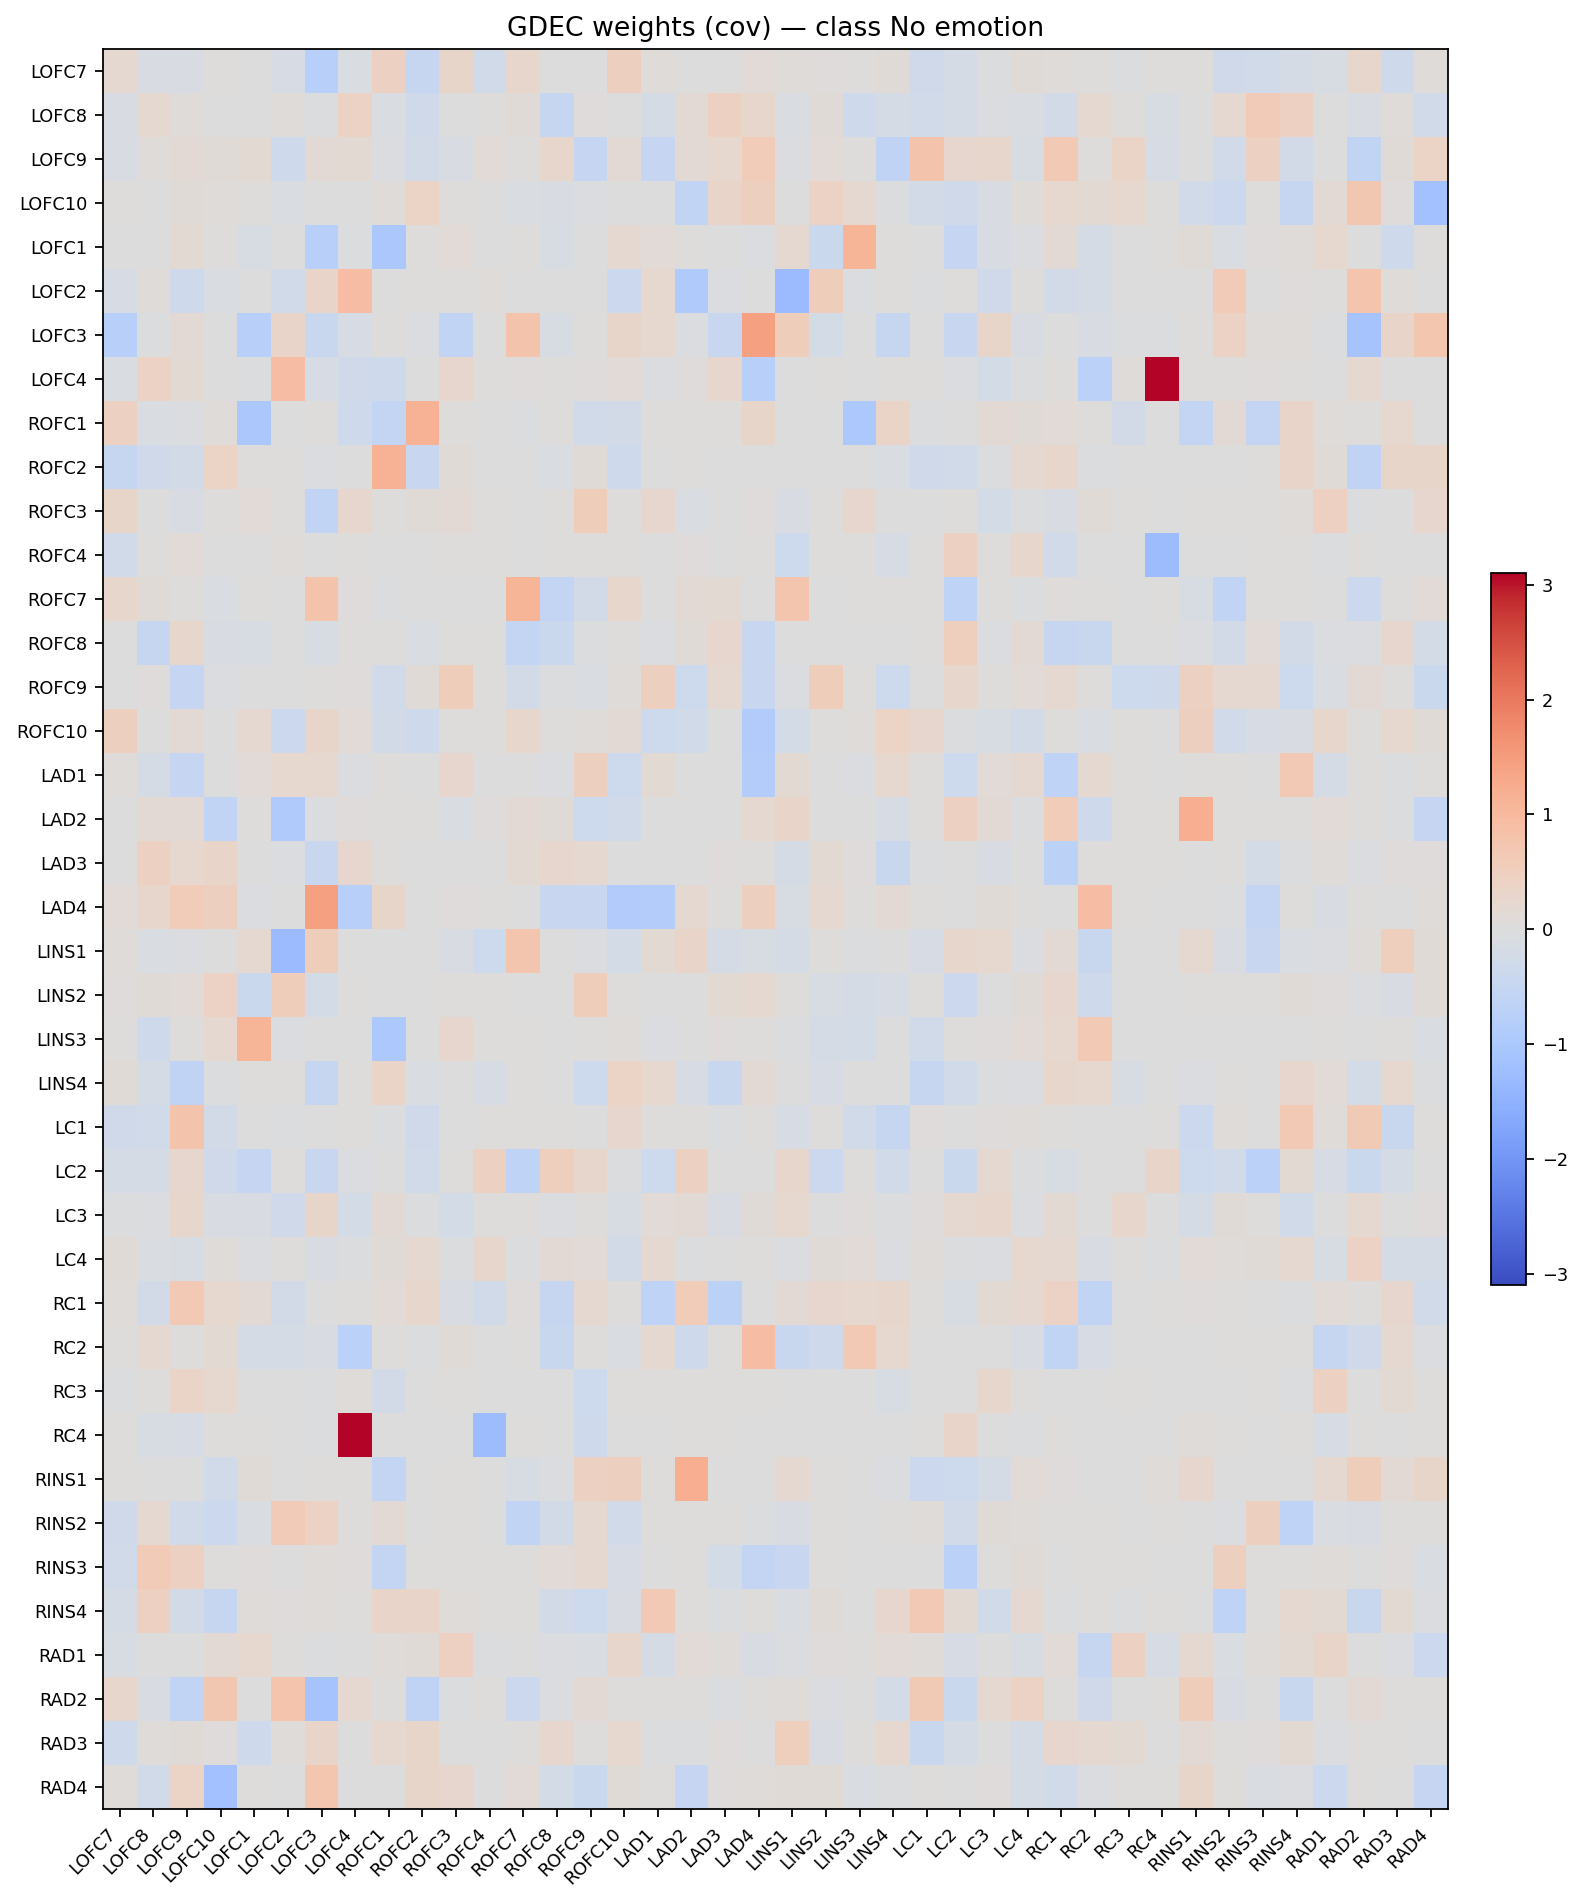 GDEC weights (cov) — class No emotion
LOFC7
LOFC8
LOFC9
LOFC10
LOFC1
LOFC2
LOFC3
LOFC4
ROFC1
ROFC2
ROFC3
ROFC4
ROFC7
ROFC8
ROFC9
ROFC10
LAD1
LAD2
LAD3
LAD4
LINS1
LINS2
LINS3
LINS4
LC1
LC2
LC3
LC4
RC1
RC2
RC3
RC4
RINS1
RINS2
RINS3
RINS4
RAD1
RAD2
RAD3
RAD4
LOFC7
LOFC8
LOFC9
LOFC10
LOFC1
LOFC2
LOFC3
LOFC4
ROFC1
ROFC2
ROFC3
ROFC4
ROFC7
ROFC8
ROFC9
ROFC10
LAD1
LAD2
LAD3
LAD4
LINS1
LINS2
LINS3
LINS4
LC1
LC2
LC3
LC4
RC1
RC2
RC3
RC4
RINS1
RINS2
RINS3
RINS4
RAD1
RAD2
RAD3
RAD4
3
2
1
0
−1
−2
−3